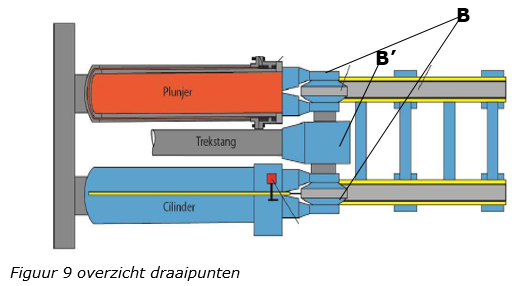 B
B′
Plunjer
Trekstang
Cilinder
Figuur 9 overzicht draaipunten